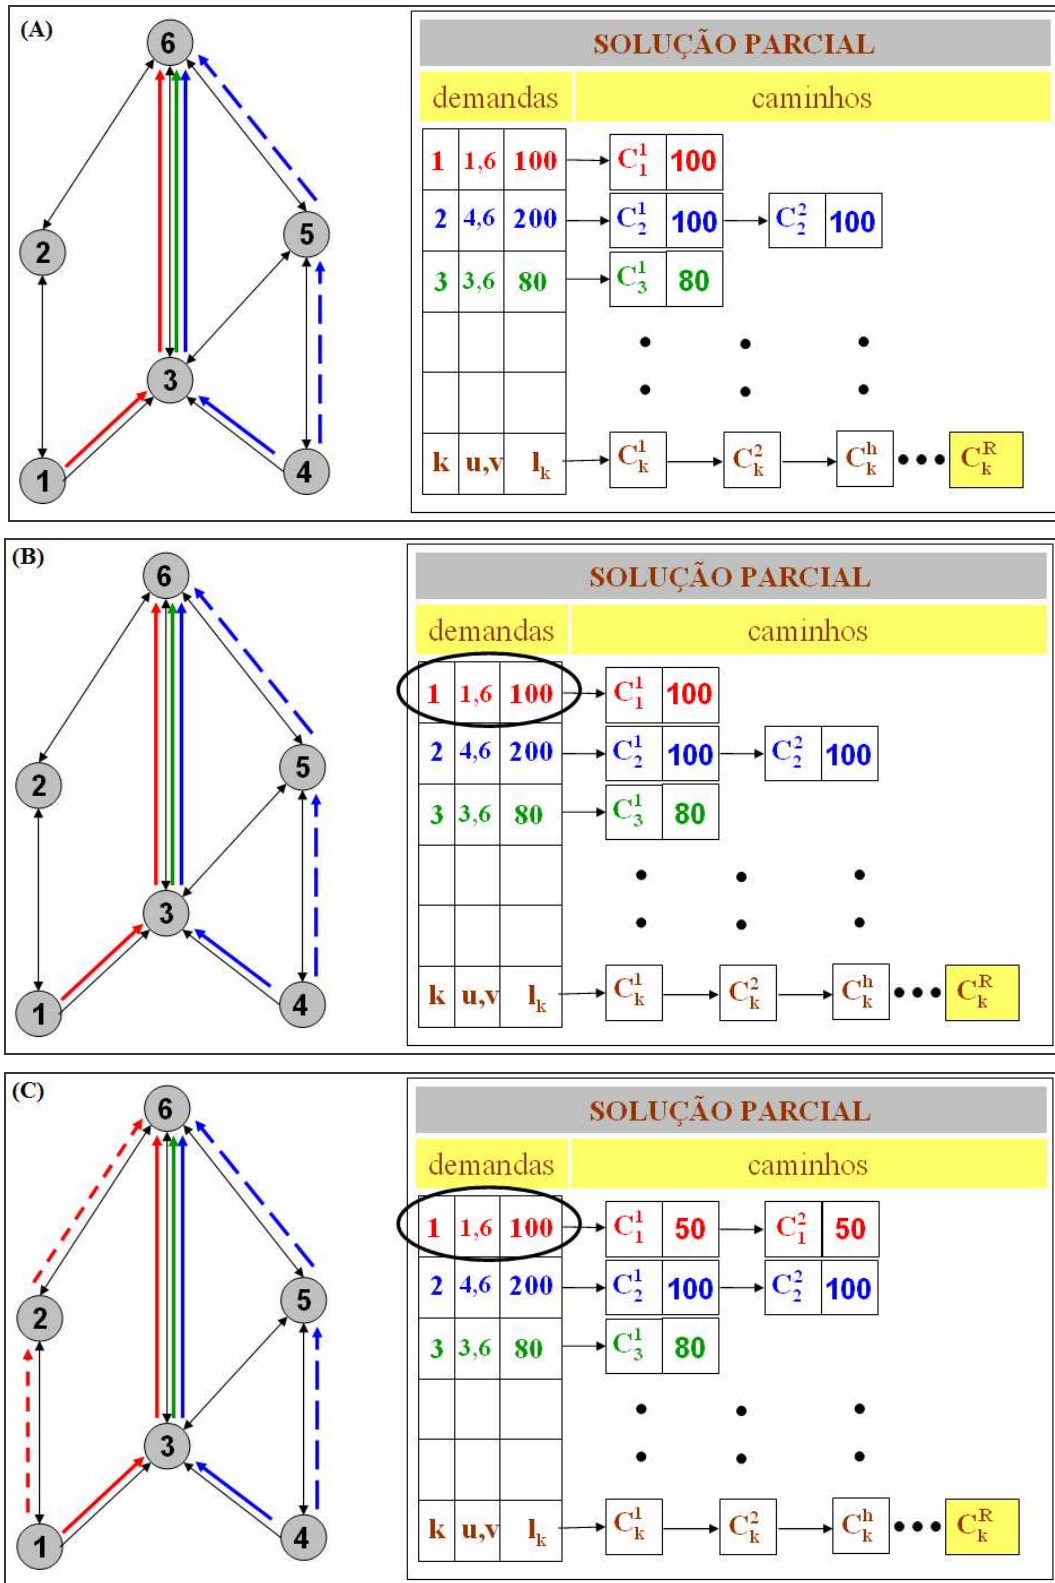 (A)
6
2
5
3
1
4
SOLUÇÃO PARCIAL
demandas caminhos
1 1,6 100 C₁¹ 100
2 4,6 200 C₂¹ 100 C₂² 100
3 3,6 80 C₃¹ 80
k u,v lₖ Cₖ¹ Cₖ² Cₖʰ ••• Cₖᴿ
(B)
6
2
5
3
1
4
SOLUÇÃO PARCIAL
demandas caminhos
1 1,6 100 C₁¹ 100
2 4,6 200 C₂¹ 100 C₂² 100
3 3,6 80 C₃¹ 80
k u,v lₖ Cₖ¹ Cₖ² Cₖʰ ••• Cₖᴿ
(C)
6
2
5
3
1
4
SOLUÇÃO PARCIAL
demandas caminhos
1 1,6 100 C₁¹ 50 C₁² 50
2 4,6 200 C₂¹ 100 C₂² 100
3 3,6 80 C₃¹ 80
k u,v lₖ Cₖ¹ Cₖ² Cₖʰ ••• Cₖᴿ